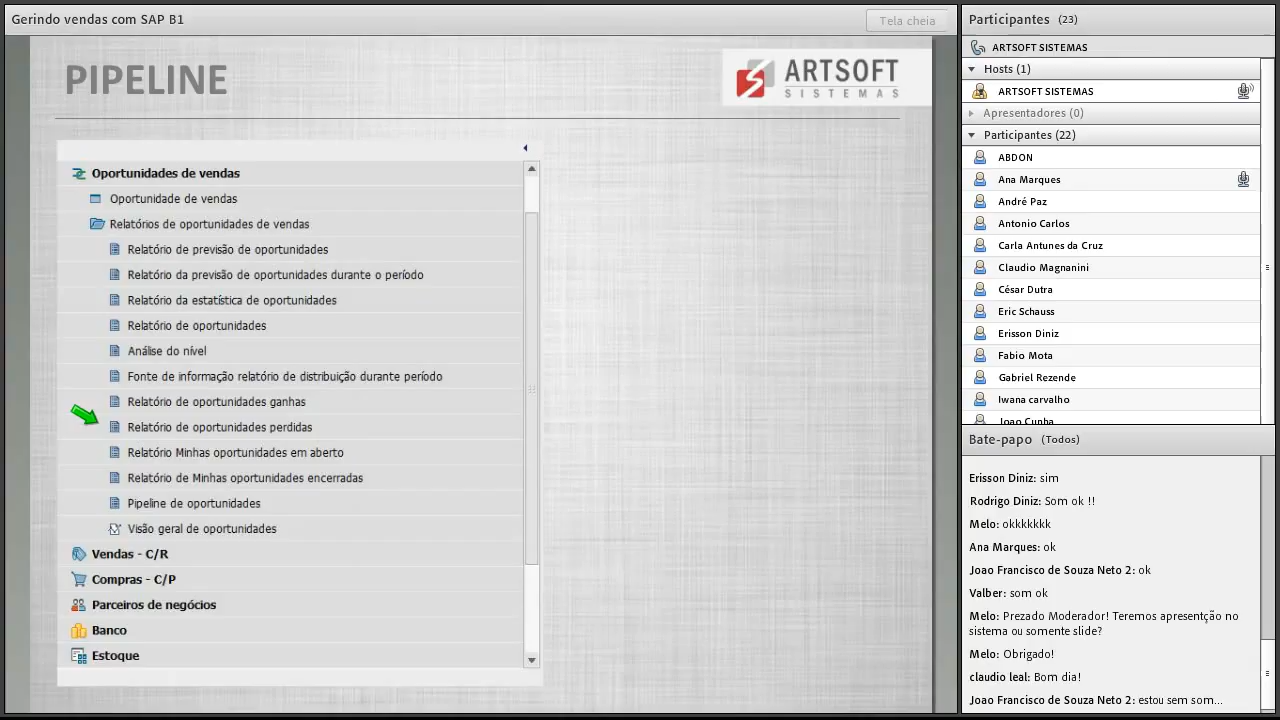 Gerindo vendas com SAP B1
Tela cheia
PIPELINE
ARTSOFT
SISTEMAS
Oportunidades de vendas
Oportunidade de vendas
Relatórios de oportunidades de vendas
Relatório de previsão de oportunidades
Relatório da previsão de oportunidades durante o período
Relatório da estatística de oportunidades
Relatório de oportunidades
Análise do nível
Fonte de informação relatório de distribuição durante período
Relatório de oportunidades ganhas
Relatório de oportunidades perdidas
Relatório Minhas oportunidades em aberto
Relatório de Minhas oportunidades encerradas
Pipeline de oportunidades
Visão geral de oportunidades
Vendas - C/R
Compras - C/P
Parceiros de negócios
Banco
Estoque
Participantes (23)
ARTSOFT SISTEMAS
Hosts (1)
ARTSOFT SISTEMAS
Apresentadores (0)
Participantes (22)
ABDON
Ana Marques
André Paz
Antonio Carlos
Carla Antunes da Cruz
Claudio Magnanini
César Dutra
Eric Schauss
Erisson Diniz
Fabio Mota
Gabriel Rezende
Iwana carvalho
Joao Cunha
Bate-papo (Todos)
Erisson Diniz: sim
Rodrigo Diniz: Som ok !!
Melo: okkkkkkk
Ana Marques: ok
Joao Francisco de Souza Neto 2: ok
Valber: som ok
Melo: Prezado Moderador! Teremos apresentção no
sistema ou somente slide?
Melo: Obrigado!
claudio leal: Bom dia!
Joao Francisco de Souza Neto 2: estou sem som...